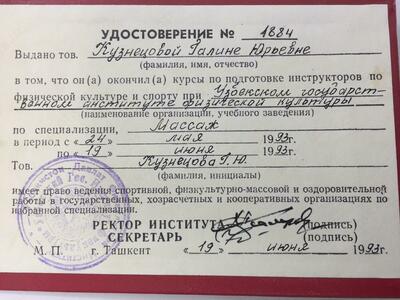 УДОСТОВЕРЕНИЕ № 1884
Выдано тов. Кузнецовой Галине Юрьевне
(фамилия, имя, отчество)
в том, что он(а) окончил(а) курсы по подготовке инструкторов по
физической культуре и спорту при Узбекском государст-
венном институте физической культуры
(наименование организации, учебного заведения)
по специализации, Массаж
в период с «24» мая 1993г.
по «19» июня 1993г.
Тов. Кузнецова Г.Ю.
(фамилия, инициалы)
имеет право ведения спортивной, физкультурно-массовой и оздоровительной
работы в государственных, хозрасчетных и кооперативных организациях по
избранной специализации.
РЕКТОР ИНСТИТУТА (подпись)
СЕКРЕТАРЬ (подпись)
М. П. г. Ташкент «19» июня 1993г.